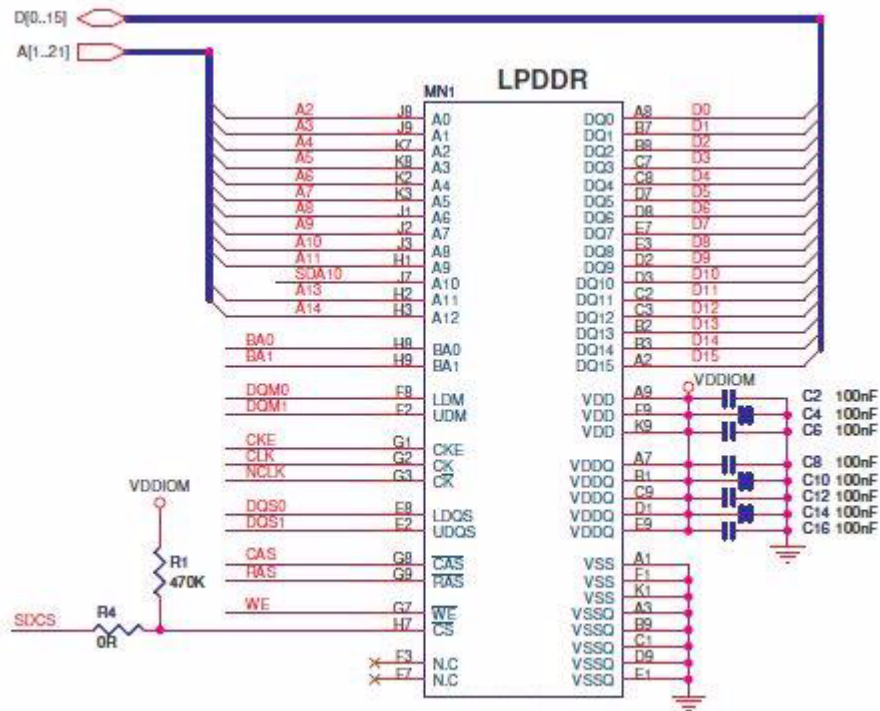 D[0..15]
A[1..21]
LPDDR
MN1
A2 J8 A0 DQ0 A8 D0
A3 J9 A1 DQ1 B7 D1
A4 K7 A2 DQ2 B8 D2
A5 K8 A3 DQ3 C7 D3
A6 K2 A4 DQ4 C8 D4
A7 K3 A5 DQ5 D7 D5
A8 J1 A6 DQ6 D8 D6
A9 J2 A7 DQ7 E7 D7
A10 J3 A8 DQ8 E3 D8
A11 H1 A9 DQ9 D2 D9
SDA10 J7 A10 DQ10 D3 D10
A13 H2 A11 DQ11 C2 D11
A14 H3 A12 DQ12 C3 D12
DQ13 B2 D13
BA0 H8 BA0 DQ14 B3 D14
BA1 H9 BA1 DQ15 A2 D15
VDDIOM
DQM0 F8 LDM VDD A9 C2 100nF
DQM1 F2 UDM VDD F9 C4 100nF
VDD K9 C6 100nF
CKE G1 CKE
CLK G2 CK VDDQ A7 C8 100nF
NCLK G3 CK VDDQ B1 C10 100nF
VDDQ C9 C12 100nF
VDDIOM
DQS0 E8 LDQS VDDQ D1 C14 100nF
DQS1 E2 UDQS VDDQ E9 C16 100nF
CAS G8 CAS VSS A1
R1
RAS G9 RAS VSS F1
470K
VSS K1
WE G7 WE VSSQ A3
SDCS R4 H7 CS VSSQ B9
0R
VSSQ C1
F3 N.C VSSQ D9
F7 N.C VSSQ E1